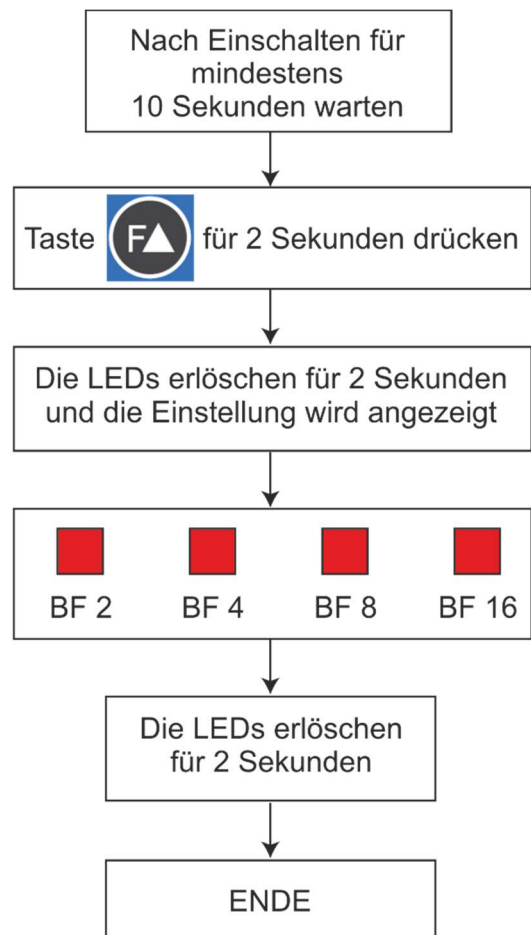 Nach Einschalten für
mindestens
10 Sekunden warten
Taste F▲ für 2 Sekunden drücken
Die LEDs erlöschen für 2 Sekunden
und die Einstellung wird angezeigt
BF 2 BF 4 BF 8 BF 16
Die LEDs erlöschen
für 2 Sekunden
ENDE